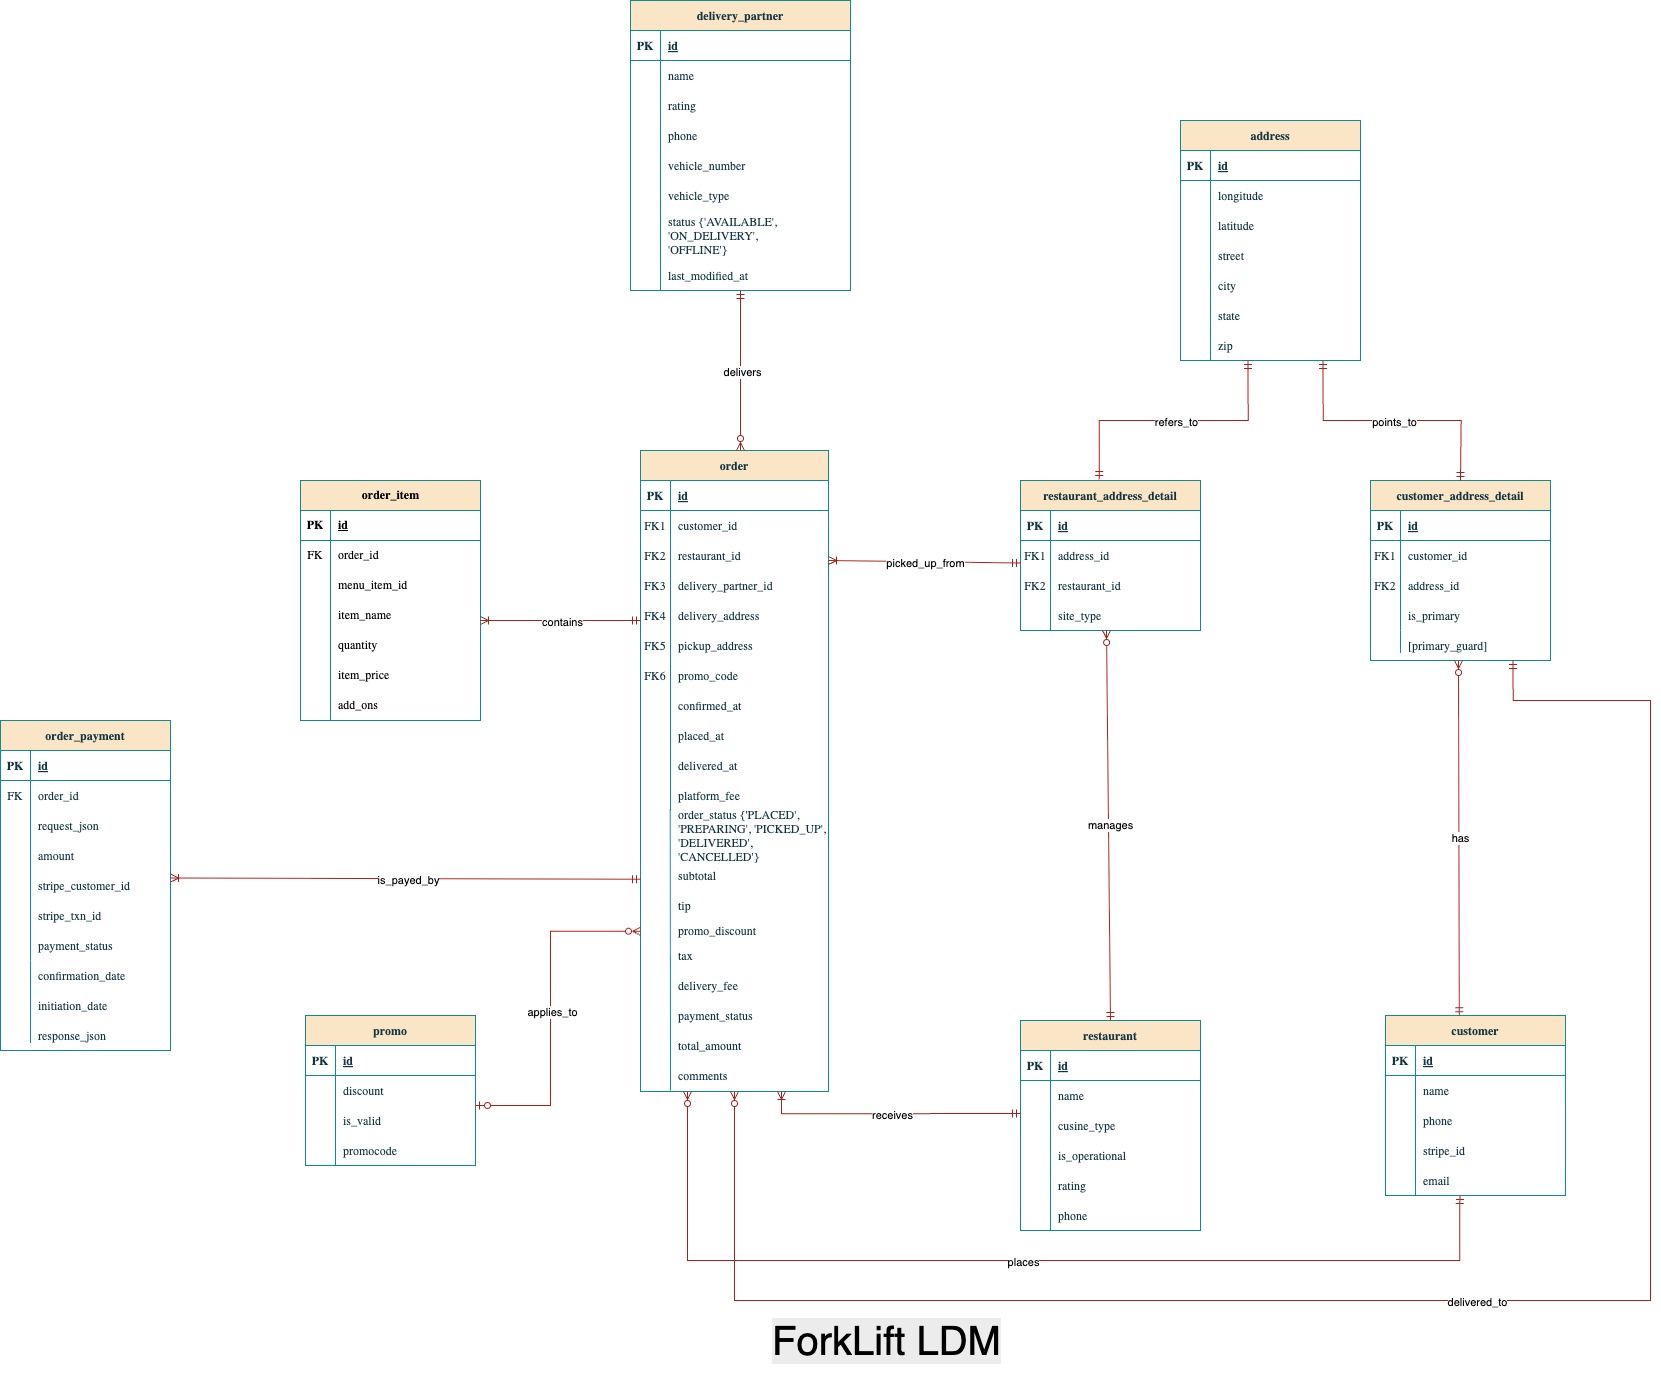 delivery_partner
PK id
name
rating
phone
vehicle_number
vehicle_type
status {'AVAILABLE',
'ON_DELIVERY',
'OFFLINE'}
last_modified_at
address
PK id
longitude
latitude
street
city
state
zip
delivers
refers_to
points_to
order_item
PK id
FK order_id
menu_item_id
item_name
quantity
item_price
add_ons
contains
order
PK id
FK1 customer_id
FK2 restaurant_id
FK3 delivery_partner_id
FK4 delivery_address
FK5 pickup_address
FK6 promo_code
confirmed_at
placed_at
delivered_at
platform_fee
order_status {'PLACED',
'PREPARING', 'PICKED_UP',
'DELIVERED',
'CANCELLED'}
subtotal
tip
promo_discount
tax
delivery_fee
payment_status
total_amount
comments
picked_up_from
restaurant_address_detail
PK id
FK1 address_id
FK2 restaurant_id
site_type
customer_address_detail
PK id
FK1 customer_id
FK2 address_id
is_primary
[primary_guard]
order_payment
PK id
FK order_id
request_json
amount
stripe_customer_id
stripe_txn_id
payment_status
confirmation_date
initiation_date
response_json
is_payed_by
manages
has
applies_to
promo
PK id
discount
is_valid
promocode
receives
restaurant
PK id
name
cusine_type
is_operational
rating
phone
customer
PK id
name
phone
stripe_id
email
places
delivered_to
ForkLift LDM